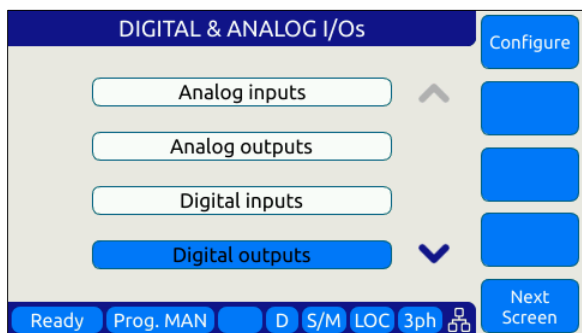 DIGITAL & ANALOG I/Os
Configure
Analog inputs
Analog outputs
Digital inputs
Digital outputs
Next
Screen
Ready Prog. MAN D S/M LOC 3ph